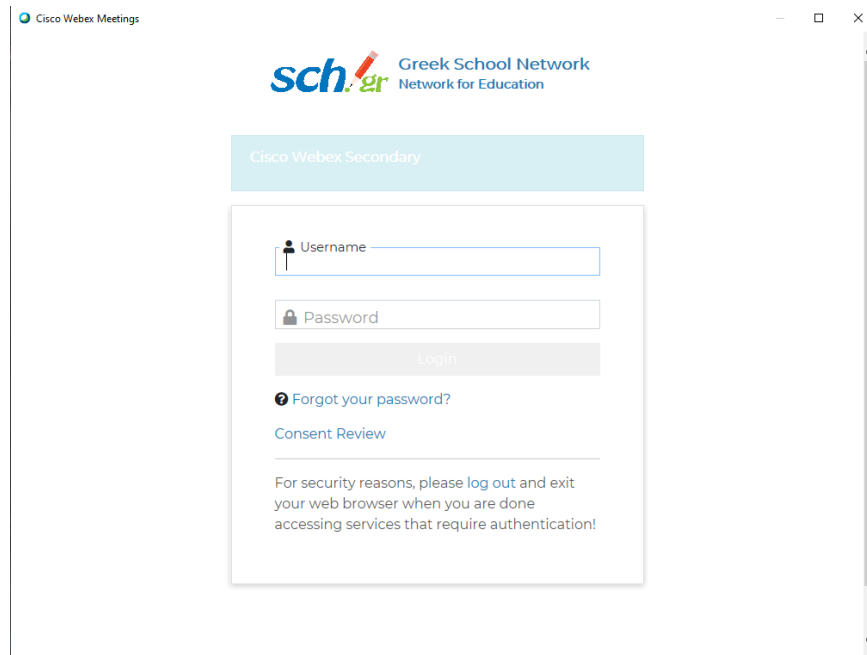 Cisco Webex Meetings
sch.gr
Greek School Network
Network for Education
Cisco Webex Secondary
Username
Password
Login
Forgot your password?
Consent Review
For security reasons, please log out and exit
your web browser when you are done
accessing services that require authentication!